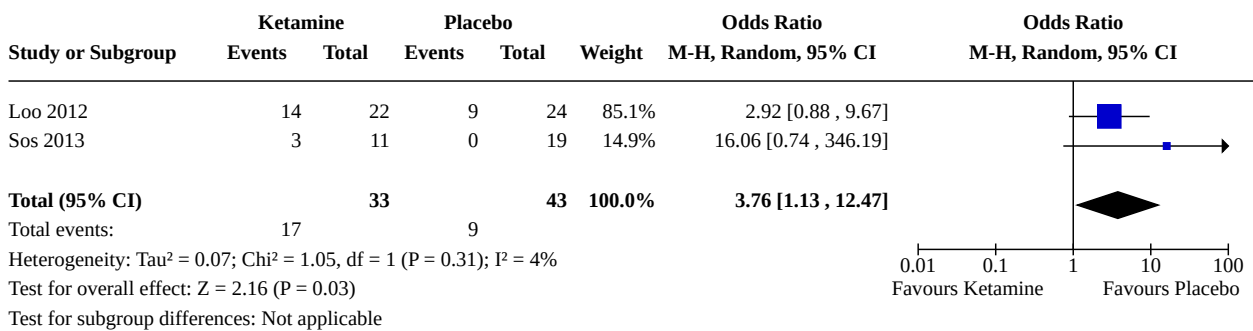 Ketamine Placebo Odds Ratio Odds Ratio
Study or Subgroup Events Total Events Total Weight M-H, Random, 95% CI M-H, Random, 95% CI
Loo 2012 14 22 9 24 85.1% 2.92 [0.88 , 9.67]
Sos 2013 3 11 0 19 14.9% 16.06 [0.74 , 346.19]
Total (95% CI) 33 43 100.0% 3.76 [1.13 , 12.47]
Total events: 17 9
Heterogeneity: Tau² = 0.07; Chi² = 1.05, df = 1 (P = 0.31); I² = 4%
0.01 0.1 1 10 100
Test for overall effect: Z = 2.16 (P = 0.03) Favours Ketamine Favours Placebo
Test for subgroup differences: Not applicable